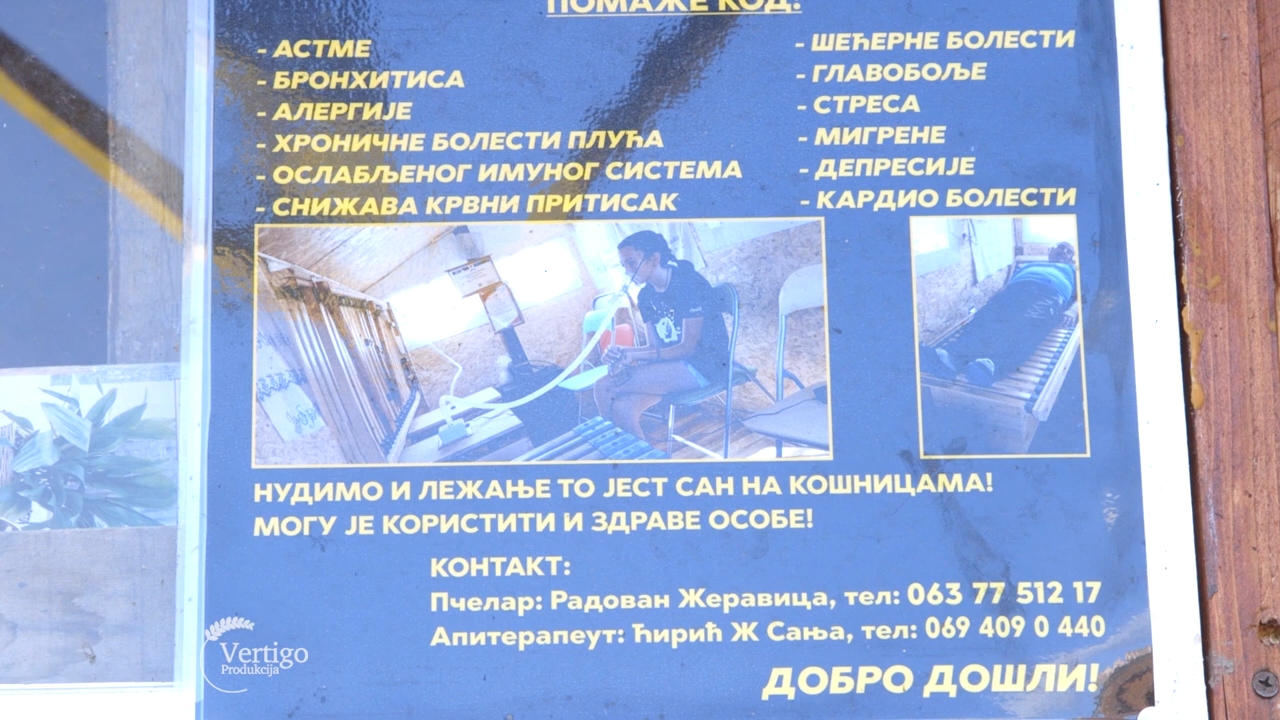 ПОМАЖЕ КОД:
- АСТМЕ
- БРОНХИТИСА
- АЛЕРГИЈЕ
- ХРОНИЧНЕ БОЛЕСТИ ПЛУЋА
- ОСЛАБЉЕНОГ ИМУНОГ СИСТЕМА
- СНИЖАВА КРВНИ ПРИТИСАК
- ШЕЋЕРНЕ БОЛЕСТИ
- ГЛАВОБОЉЕ
- СТРЕСА
- МИГРЕНЕ
- ДЕПРЕСИЈЕ
- КАРДИО БОЛЕСТИ
НУДИМО И ЛЕЖАЊЕ ТО ЈЕСТ САН НА КОШНИЦАМА!
МОГУ ЈЕ КОРИСТИТИ И ЗДРАВЕ ОСОБЕ!
КОНТАКТ:
Пчелар: Радован Жеравица, тел: 063 77 512 17
Апитерапеут: Ћирић Ж Сања, тел: 069 409 0 440
ДОБРО ДОШЛИ!
Vertigo
Produkcija